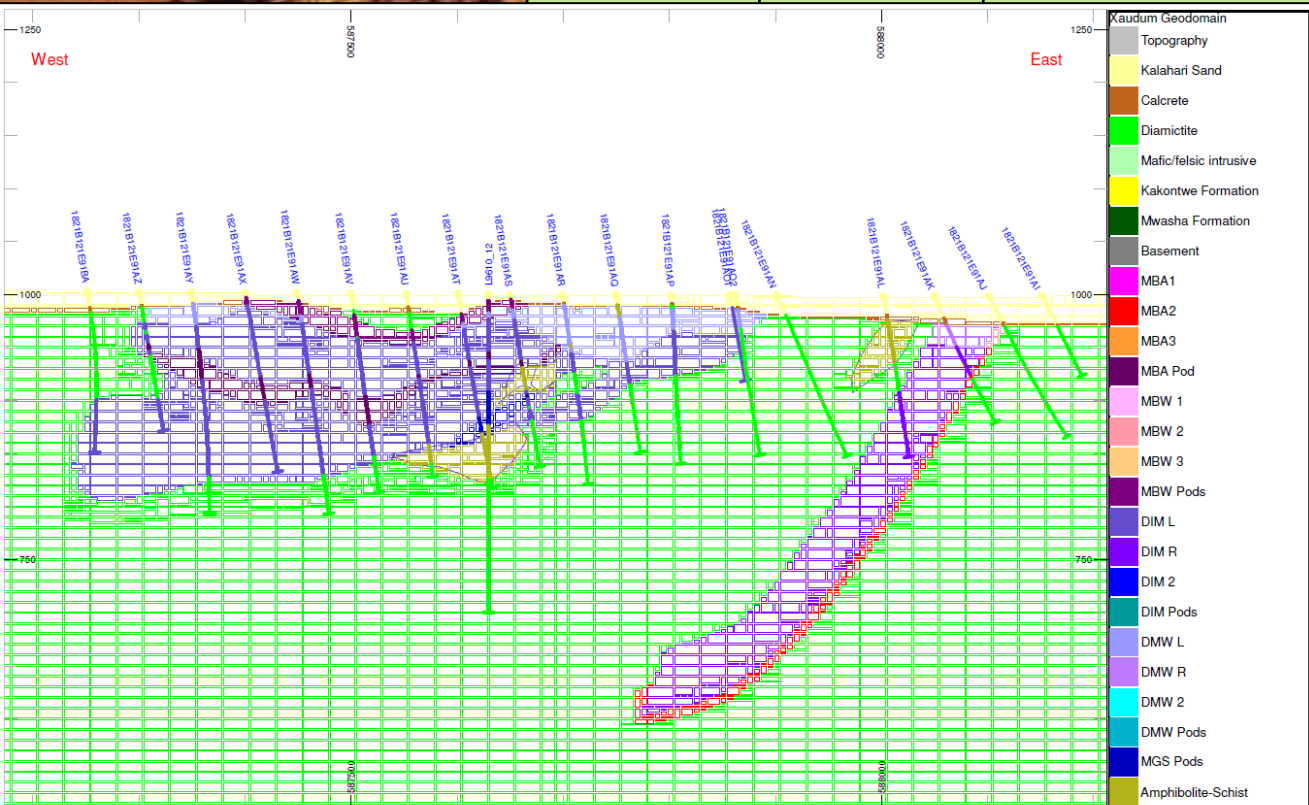 1250
587500
588000
1250
West
East
1821B121E91BA
1821B121E91AZ
1821B121E91AY
1821B121E91AX
1821B121E91AW
1821B121E91AV
1821B121E91AU
1821B121E91AT
1821B121E91AS
1821B121E91AR
1821B121E91AQ
1821B121E91AP
1821B121E91AN
1821B121E91AL
1821B121E91AK
1821B121E91AJ
1821B121E91AI
1000
1000
750
750
587500
588000
Xaudum Geodomain
Topography
Kalahari Sand
Calcrete
Diamictite
Mafic/felsic intrusive
Kakontwe Formation
Mwasha Formation
Basement
MBA1
MBA2
MBA3
MBA Pod
MBW 1
MBW 2
MBW 3
MBW Pods
DIM L
DIM R
DIM 2
DIM Pods
DMW L
DMW R
DMW 2
DMW Pods
MGS Pods
Amphibolite-Schist